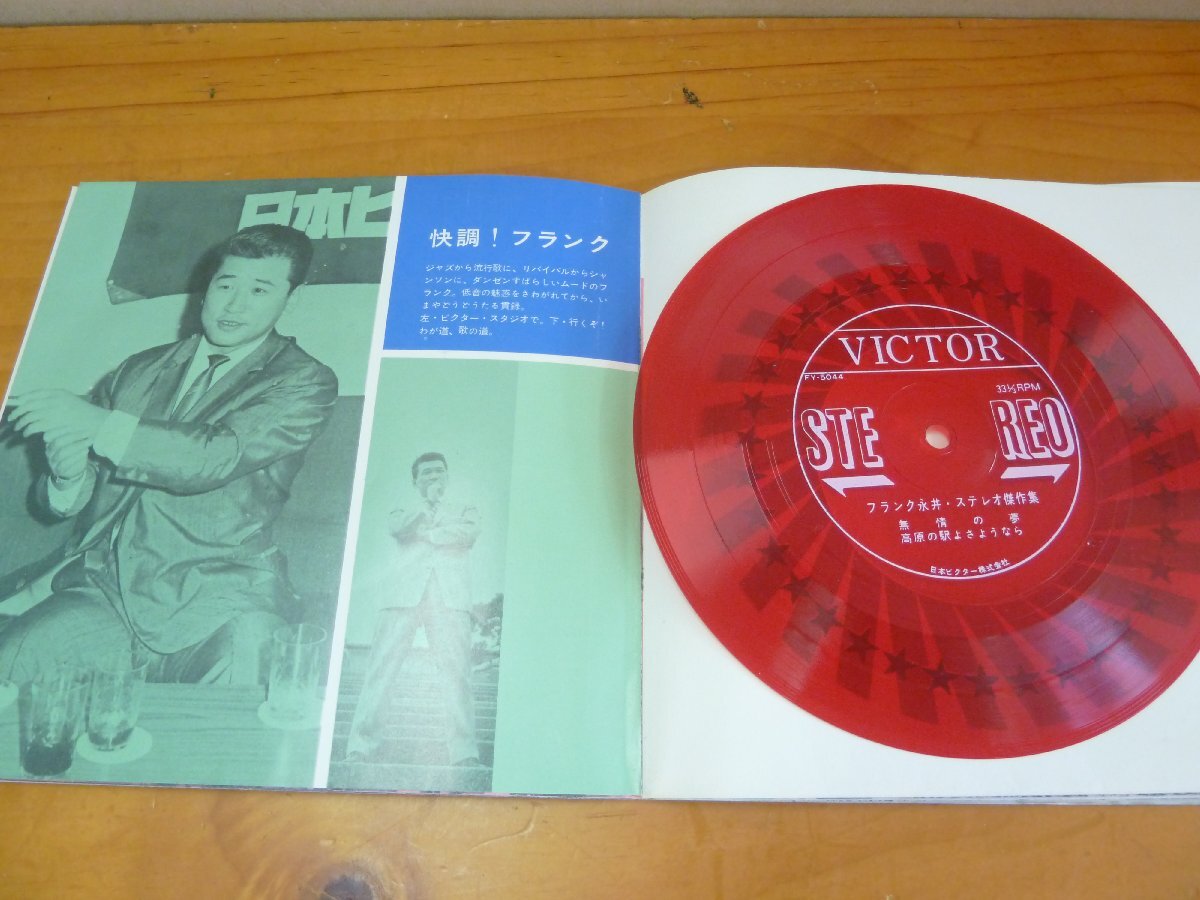 日本ビ
快調！フランク
ジャズから流行歌に、リバイバルからシャ
ンソンに、ダンゼンすばらしいムードのフ
ランク。低音の魅惑をさわがれてから、い
まやどうどうたる貫録。
左・ビクター・スタジオで。下・行くぞ！
わが道、歌の道。
VICTOR
EY-5044
33⅓RPM
STE REO
フランク永井・ステレオ傑作集
無情の夢
高原の駅よさようなら
日本ビクター株式会社